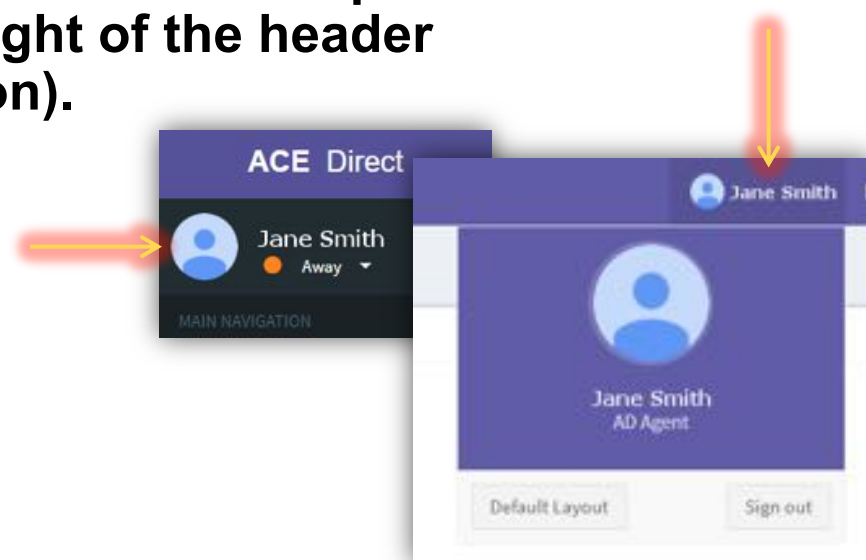 ght of the header
on).
ACE Direct
Jane Smith
Away
MAIN NAVIGATION
Jane Smith
Jane Smith
AD Agent
Default Layout
Sign out